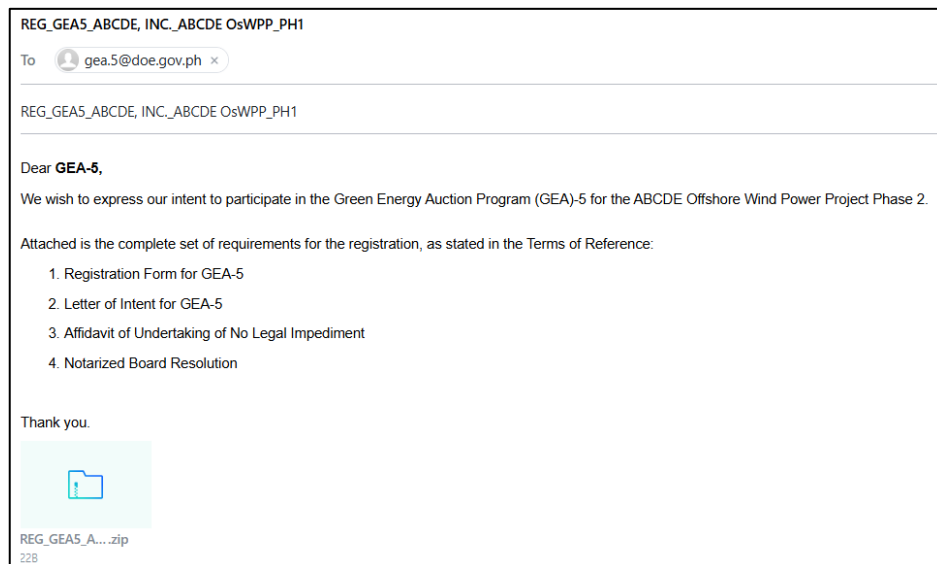 REG_GEA5_ABCDE, INC._ABCDE OsWPP_PH1
To gea.5@doe.gov.ph ×
REG_GEA5_ABCDE, INC._ABCDE OsWPP_PH1
Dear GEA-5,
We wish to express our intent to participate in the Green Energy Auction Program (GEA)-5 for the ABCDE Offshore Wind Power Project Phase 2.
Attached is the complete set of requirements for the registration, as stated in the Terms of Reference:
1. Registration Form for GEA-5
2. Letter of Intent for GEA-5
3. Affidavit of Undertaking of No Legal Impediment
4. Notarized Board Resolution
Thank you.
REG_GEA5_A... .zip
22B